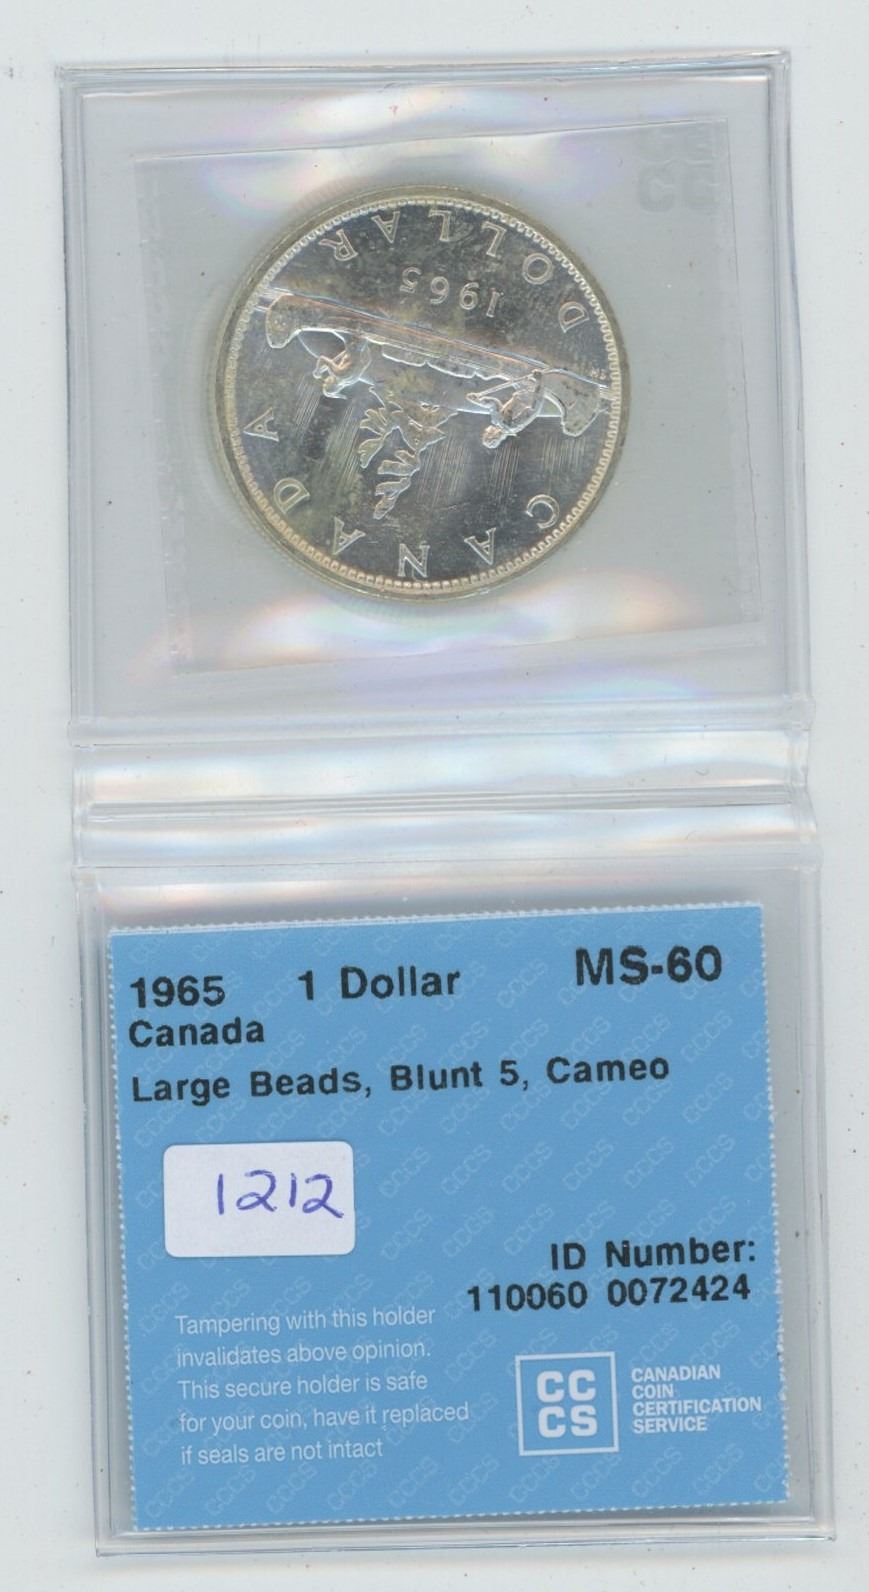 CANADA
1965
DOLLAR
1965 1 Dollar MS-60
Canada
Large Beads, Blunt 5, Cameo
1212
ID Number:
110060 0072424
Tampering with this holder
invalidates above opinion.
This secure holder is safe
for your coin, have it replaced
if seals are not intact
CC
CS
CANADIAN
COIN
CERTIFICATION
SERVICE